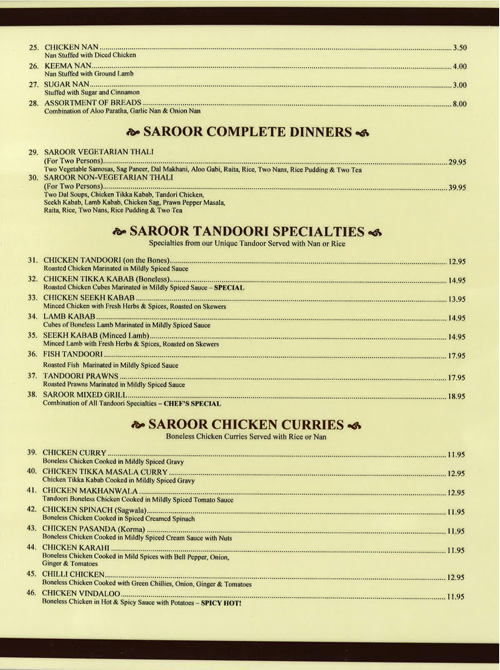 25. CHICKEN NAN 3.50
Nan Stuffed with Diced Chicken
26. KEEMA NAN 4.00
Nan Stuffed with Ground Lamb
27. SUGAR NAN 3.00
Stuffed with Sugar and Cinnamon
28. ASSORTMENT OF BREADS 8.00
Combination of Aloo Paratha, Garlic Nan & Onion Nan
SAROOR COMPLETE DINNERS
29. SAROOR VEGETARIAN THALI
(For Two Persons) 29.95
Two Vegetable Samosas, Sag Paneer, Dal Makhani, Aloo Gabi, Raita, Rice, Two Nans, Rice Pudding & Two Tea
30. SAROOR NON-VEGETARIAN THALI
(For Two Persons) 39.95
Two Dal Soups, Chicken Tikka Kabab, Tandori Chicken,
Seekh Kabab, Lamb Kabab, Chicken Sag, Prawn Pepper Masala,
Raita, Rice, Two Nans, Rice Pudding & Two Tea
SAROOR TANDOORI SPECIALTIES
Specialties from our Unique Tandoor Served with Nan or Rice
31. CHICKEN TANDOORI (on the Bones) 12.95
Roasted Chicken Marinated in Mildly Spiced Sauce
32. CHICKEN TIKKA KABAB (Boneless) 14.95
Roasted Chicken Cubes Marinated in Mildly Spiced Sauce – SPECIAL
33. CHICKEN SEEKH KABAB 13.95
Minced Chicken with Fresh Herbs & Spices, Roasted on Skewers
34. LAMB KABAB 14.95
Cubes of Boneless Lamb Marinated in Mildly Spiced Sauce
35. SEEKH KABAB (Minced Lamb) 14.95
Minced Lamb with Fresh Herbs & Spices, Roasted on Skewers
36. FISH TANDOORI 17.95
Roasted Fish Marinated in Mildly Spiced Sauce
37. TANDOORI PRAWNS 17.95
Roasted Prawns Marinated in Mildly Spiced Sauce
38. SAROOR MIXED GRILL 18.95
Combination of All Tandoori Specialties – CHEF'S SPECIAL
SAROOR CHICKEN CURRIES
Boneless Chicken Curries Served with Rice or Nan
39. CHICKEN CURRY 11.95
Boneless Chicken Cooked in Mildly Spiced Gravy
40. CHICKEN TIKKA MASALA CURRY 12.95
Chicken Tikka Kabab Cooked in Mildly Spiced Gravy
41. CHICKEN MAKHANWALA 12.95
Tandoori Boneless Chicken Cooked in Mildly Spiced Tomato Sauce
42. CHICKEN SPINACH (Sagwala) 11.95
Boneless Chicken Cooked in Spiced Creamed Spinach
43. CHICKEN PASANDA (Korma) 11.95
Boneless Chicken Cooked in Mildly Spiced Cream Sauce with Nuts
44. CHICKEN KARAHI 11.95
Boneless Chicken Cooked in Mild Spices with Bell Pepper, Onion,
Ginger & Tomatoes
45. CHILLI CHICKEN 12.95
Boneless Chicken Cooked with Green Chillies, Onion, Ginger & Tomatoes
46. CHICKEN VINDALOO 11.95
Boneless Chicken in Hot & Spicy Sauce with Potatoes – SPICY HOT!